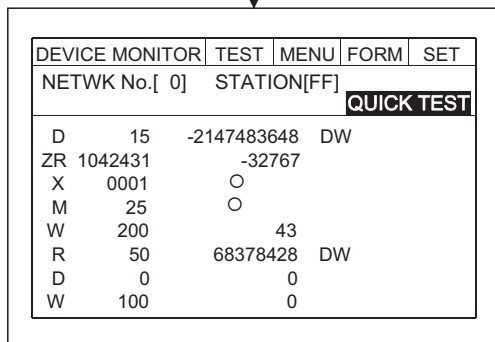 DEVICE MONITOR TEST MENU FORM SET
NETWK No.[ 0] STATION[FF]
QUICK TEST
D 15 -2147483648 DW
ZR 1042431 -32767
X 0001 ○
M 25 ○
W 200 43
R 50 68378428 DW
D 0 0
W 100 0